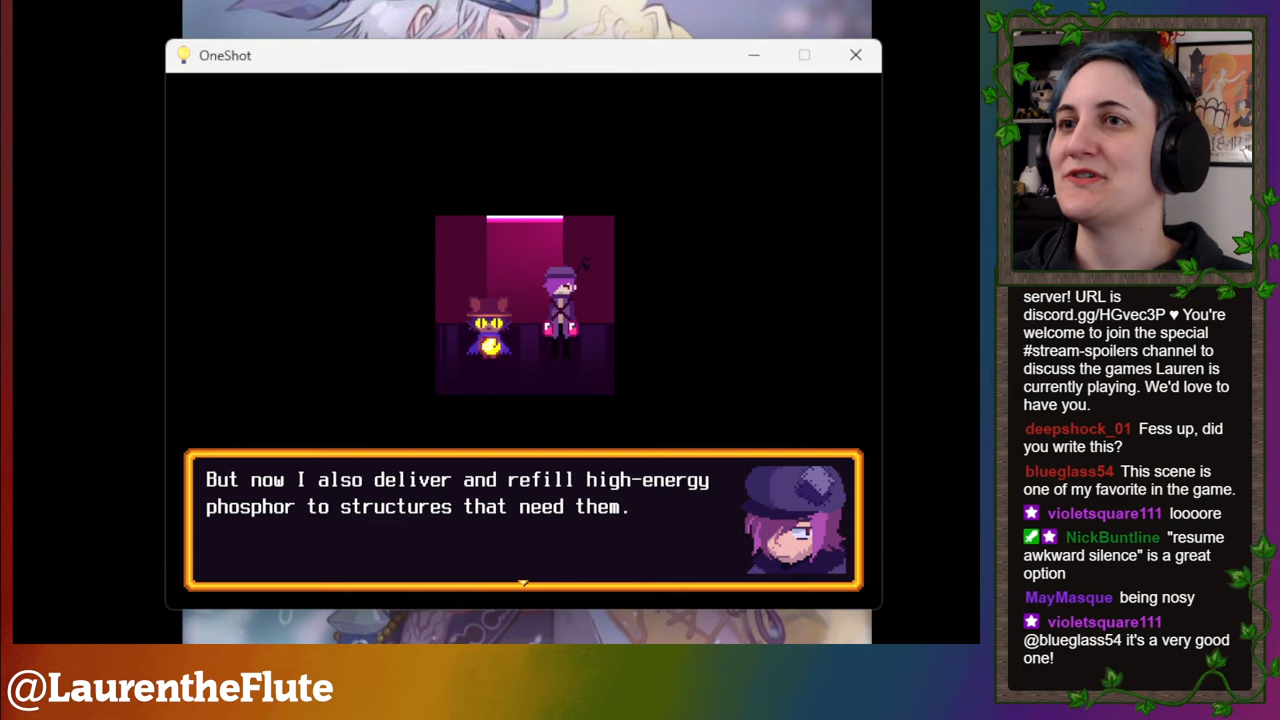 OneShot
But now I also deliver and refill high-energy
phosphor to structures that need them.
server! URL is
discord.gg/HGvec3P ♥ You're
welcome to join the special
#stream-spoilers channel to
discuss the games Lauren is
currently playing. We'd love to
have you.
deepshock_01 Fess up, did
you write this?
blueglass54 This scene is
one of my favorite in the game.
violetsquare111 loooore
NickBuntline "resume
awkward silence" is a great
option
MayMasque being nosy
violetsquare111
@blueglass54 it's a very good
one!
@LaurentheFlute